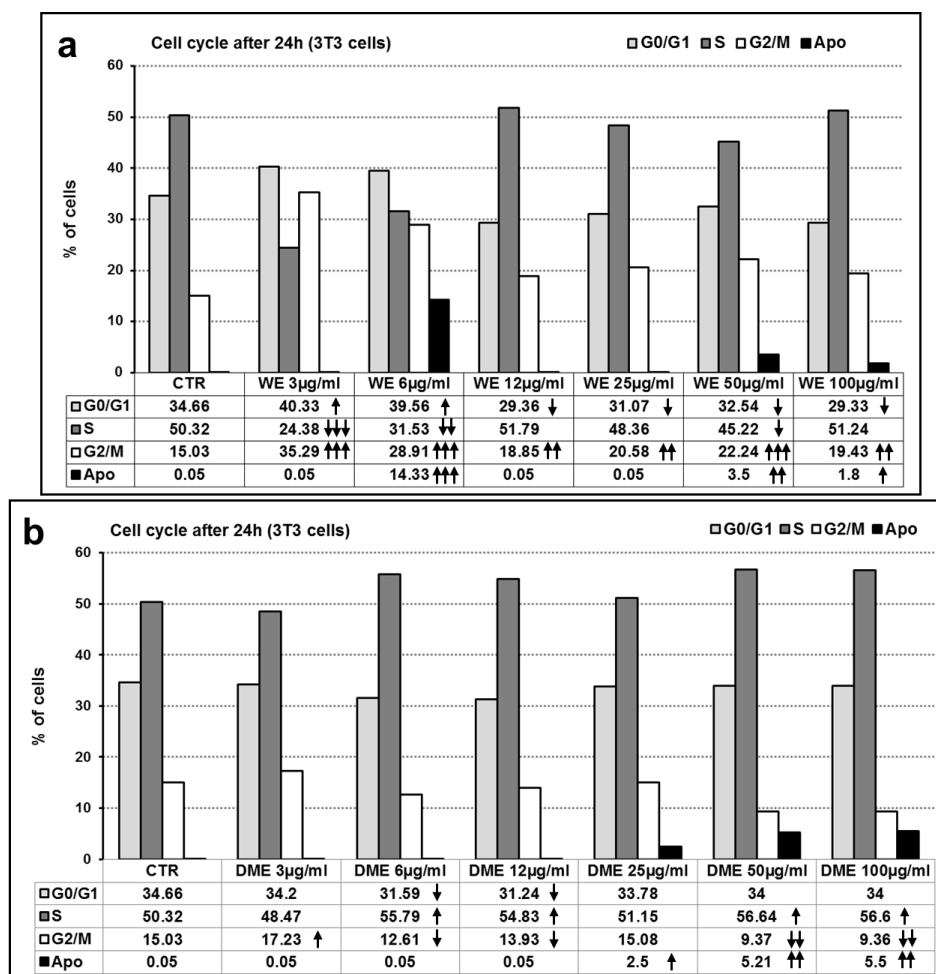 a
Cell cycle after 24h (3T3 cells)
G0/G1 S G2/M Apo
60
50
40
30
20
10
0
% of cells
CTR WE 3µg/ml WE 6µg/ml WE 12µg/ml WE 25µg/ml WE 50µg/ml WE 100µg/ml
G0/G1 34.66 40.33 ↑ 39.56 ↑ 29.36 ↓ 31.07 ↓ 32.54 ↓ 29.33 ↓
S 50.32 24.38 ↓↓↓ 31.53 ↓↓ 51.79 48.36 45.22 ↓ 51.24
G2/M 15.03 35.29 ↑↑↑ 28.91 ↑↑↑ 18.85 ↑↑ 20.58 ↑↑ 22.24 ↑↑↑ 19.43 ↑↑
Apo 0.05 0.05 14.33 ↑↑↑ 0.05 0.05 3.5 ↑↑ 1.8 ↑
b
Cell cycle after 24h (3T3 cells)
G0/G1 S G2/M Apo
60
50
40
30
20
10
0
% of cells
CTR DME 3µg/ml DME 6µg/ml DME 12µg/ml DME 25µg/ml DME 50µg/ml DME 100µg/ml
G0/G1 34.66 34.2 31.59 ↓ 31.24 ↓ 33.78 34 34
S 50.32 48.47 55.79 ↑ 54.83 ↑ 51.15 56.64 ↑ 56.6 ↑
G2/M 15.03 17.23 ↑ 12.61 ↓ 13.93 ↓ 15.08 9.37 ↓↓ 9.36 ↓↓
Apo 0.05 0.05 0.05 0.05 2.5 ↑ 5.21 ↑↑ 5.5 ↑↑